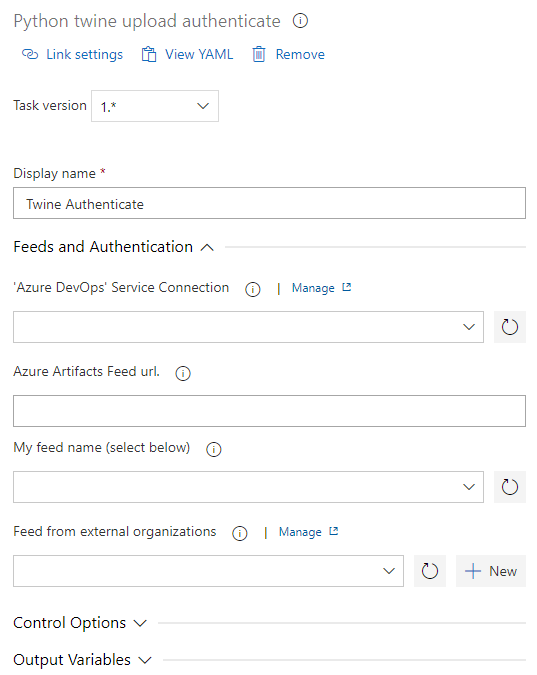 Python twine upload authenticate
Link settings View YAML Remove
Task version 1.*
Display name *
Twine Authenticate
Feeds and Authentication
'Azure DevOps' Service Connection | Manage
Azure Artifacts Feed url.
My feed name (select below)
Feed from external organizations | Manage
New
Control Options
Output Variables